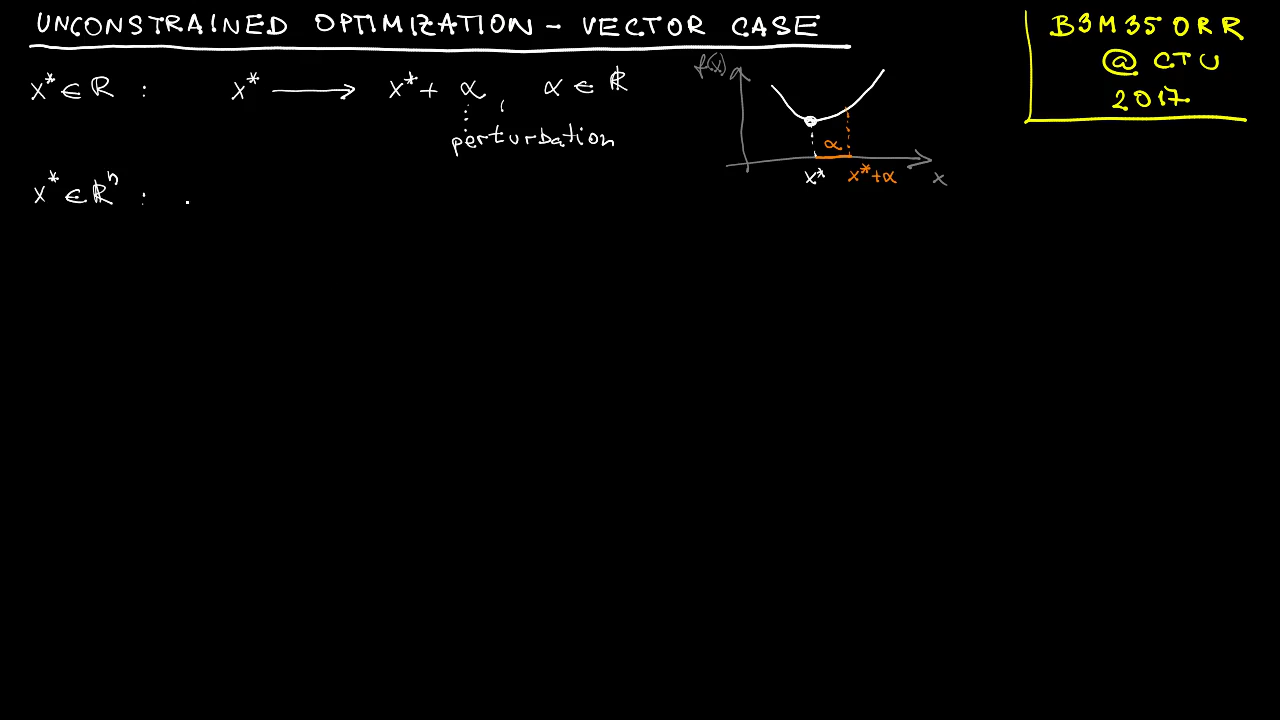 UNCONSTRAINED OPTIMIZATION - VECTOR CASE
B3M35ORR
@ CTU
2017
x* ∈ ℝ : x* ⟶ x* + α , α ∈ ℝ
perturbation
f(x)
α
x* x*+α x
x* ∈ ℝⁿ :